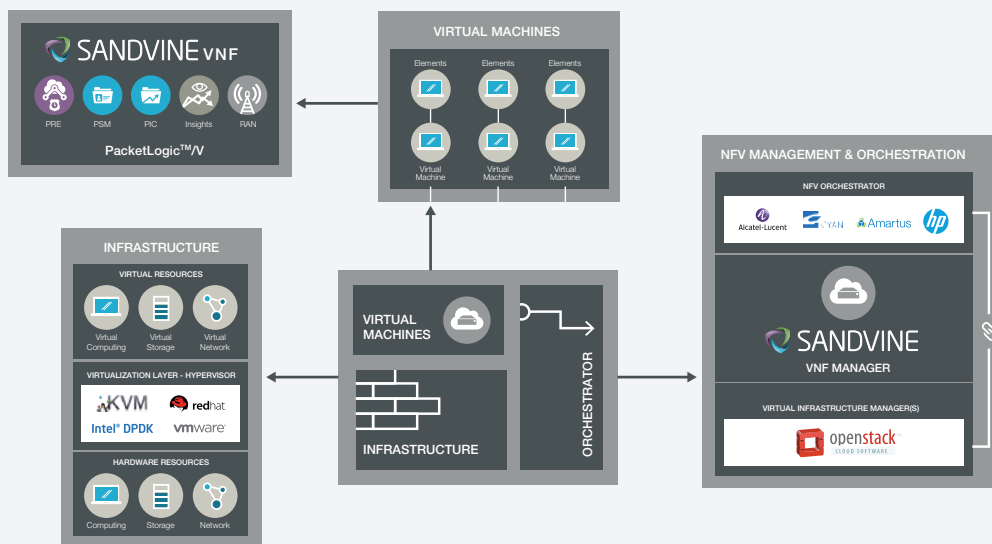 SANDVINE VNF
PRE
PSM
PIC
Insights
RAN
PacketLogic™/V
VIRTUAL MACHINES
Elements
Elements
Elements
Virtual
Machine
Virtual
Machine
Virtual
Machine
INFRASTRUCTURE
VIRTUAL RESOURCES
Virtual
Computing
Virtual
Storage
Virtual
Network
VIRTUALIZATION LAYER - HYPERVISOR
KVM
redhat
Intel® DPDK
vmware®
HARDWARE RESOURCES
Computing
Storage
Network
VIRTUAL
MACHINES
INFRASTRUCTURE
ORCHESTRATOR
NFV MANAGEMENT & ORCHESTRATION
NFV ORCHESTRATOR
Alcatel·Lucent
CYAN
Amartus
hp
SANDVINE
VNF MANAGER
VIRTUAL INFRASTRUCTURE MANAGER(S)
openstack™
CLOUD SOFTWARE